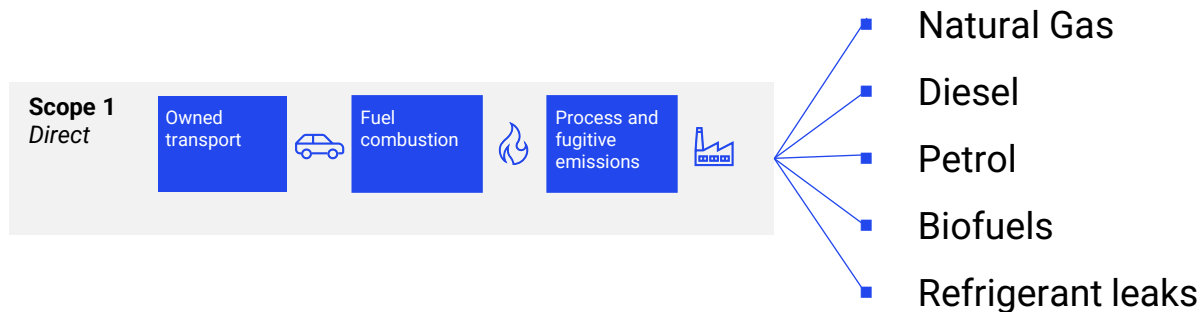 Scope 1
Direct
Owned
transport
Fuel
combustion
Process and
fugitive
emissions
Natural Gas
Diesel
Petrol
Biofuels
Refrigerant leaks